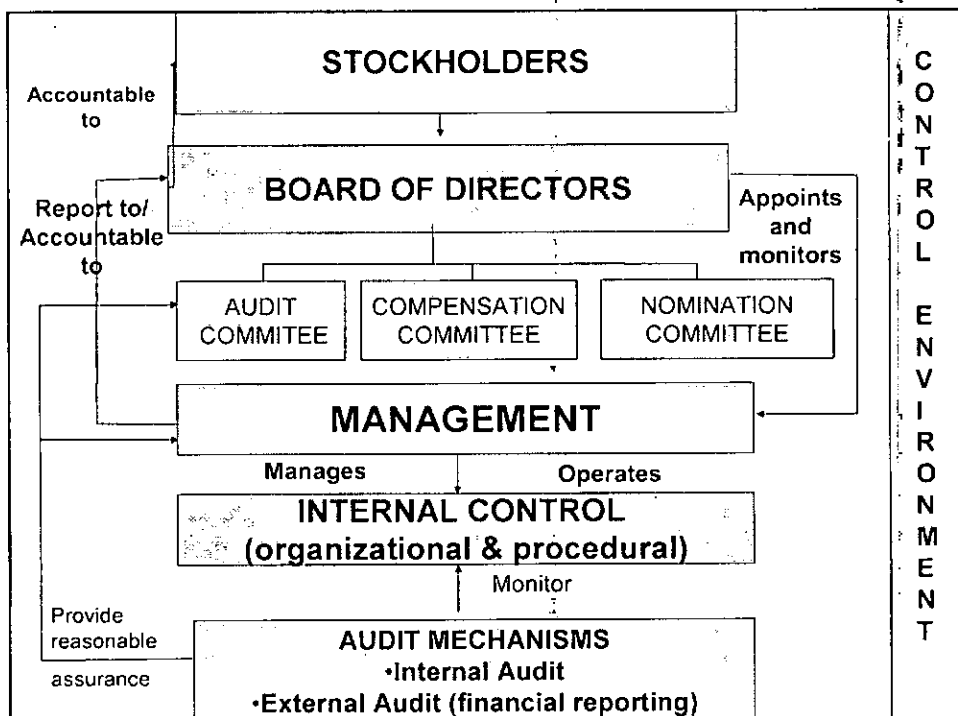 STOCKHOLDERS
Accountable
to
BOARD OF DIRECTORS
Report to/
Accountable
to
Appoints
and
monitors
AUDIT
COMMITEE
COMPENSATION
COMMITTEE
NOMINATION
COMMITTEE
MANAGEMENT
Manages
Operates
INTERNAL CONTROL
(organizational & procedural)
Monitor
Provide
reasonable
assurance
AUDIT MECHANISMS
•Internal Audit
•External Audit (financial reporting)
CONTROL ENVIRONMENT